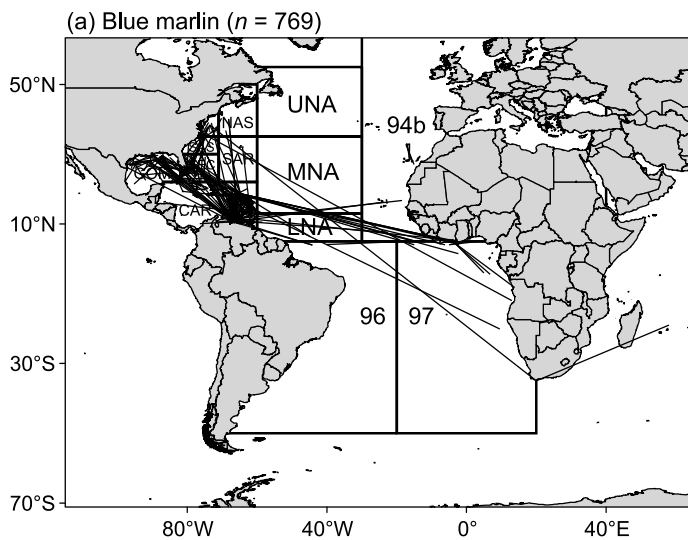 (a) Blue marlin (n = 769)
50°N
10°N
30°S
70°S
UNA
NAS
94b
SAR
MNA
GOM
CAR
LNA
96
97
80°W
40°W
0°
40°E